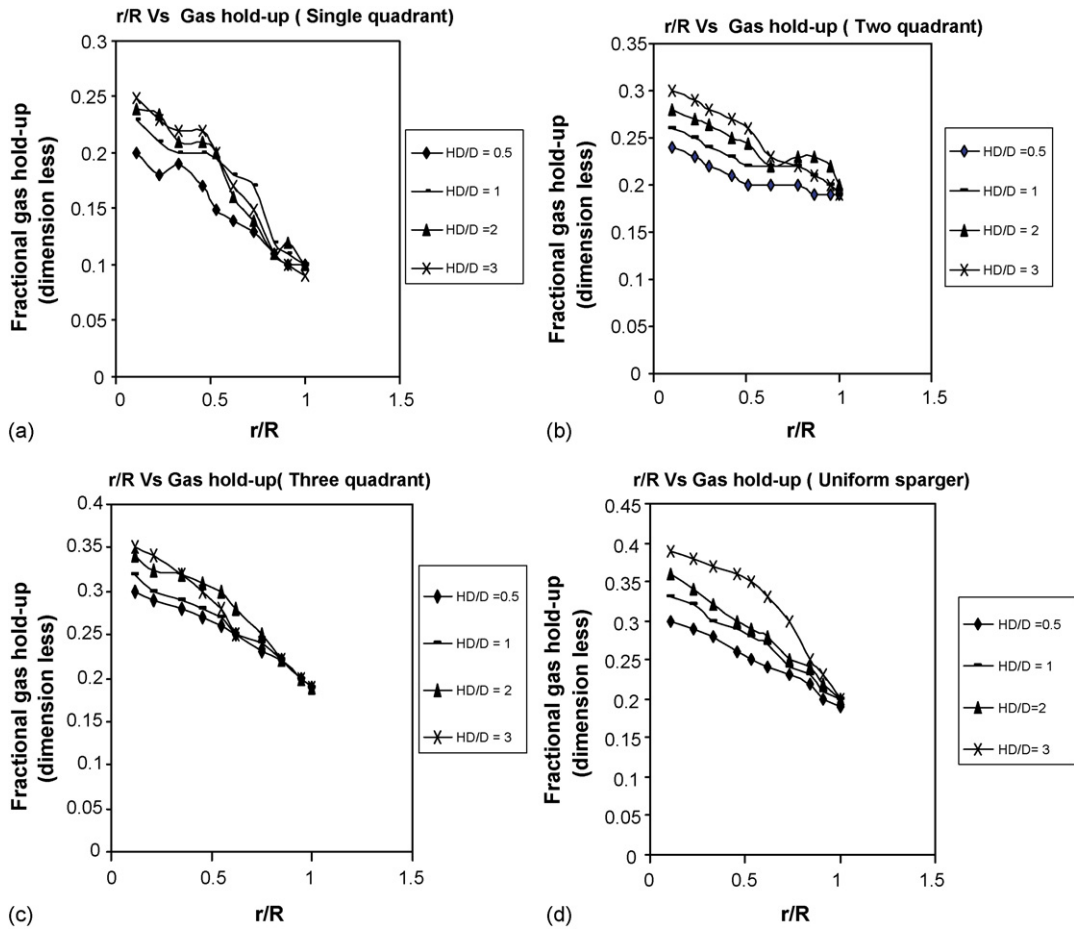 r/R Vs Gas hold-up ( Single quadrant)
0.3
0.25
0.2
0.15
0.1
0.05
0
0 0.5 1 1.5
Fractional gas hold-up
(dimension less)
r/R
HD/D = 0.5
HD/D = 1
HD/D =2
HD/D =3
(a)
r/R Vs Gas hold-up ( Two quadrant)
0.35
0.3
0.25
0.2
0.15
0.1
0.05
0
0 0.5 1 1.5
Fractional gas hold-up
(dimension less)
r/R
HD/D =0.5
HD/D = 1
HD/D = 2
HD/D = 3
(b)
r/R Vs Gas hold-up( Three quadrant)
0.4
0.35
0.3
0.25
0.2
0.15
0.1
0.05
0
0 0.5 1 1.5
Fractional gas hold-up
(dimension less)
r/R
HD/D =0.5
HD/D = 1
HD/D = 2
HD/D = 3
(c)
r/R Vs Gas hold-up ( Uniform sparger)
0.45
0.4
0.35
0.3
0.25
0.2
0.15
0.1
0.05
0
0 0.5 1 1.5
Fractional gas hold-up
(dimension less)
r/R
HD/D =0.5
HD/D = 1
HD/D=2
HD/D= 3
(d)